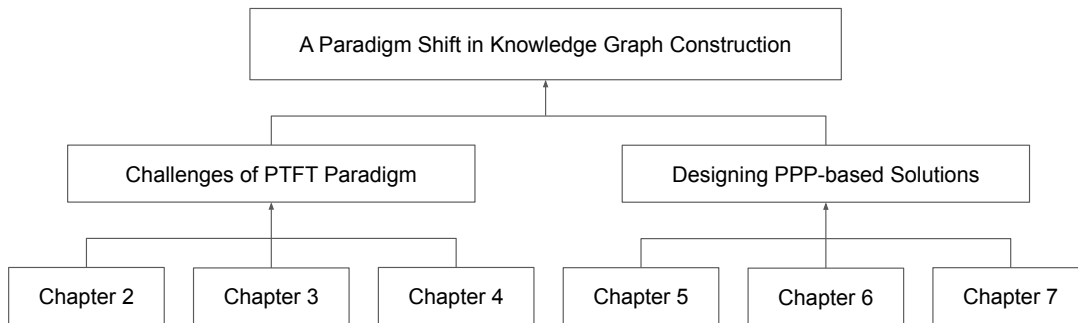 A Paradigm Shift in Knowledge Graph Construction
Challenges of PTFT Paradigm
Designing PPP-based Solutions
Chapter 2
Chapter 3
Chapter 4
Chapter 5
Chapter 6
Chapter 7